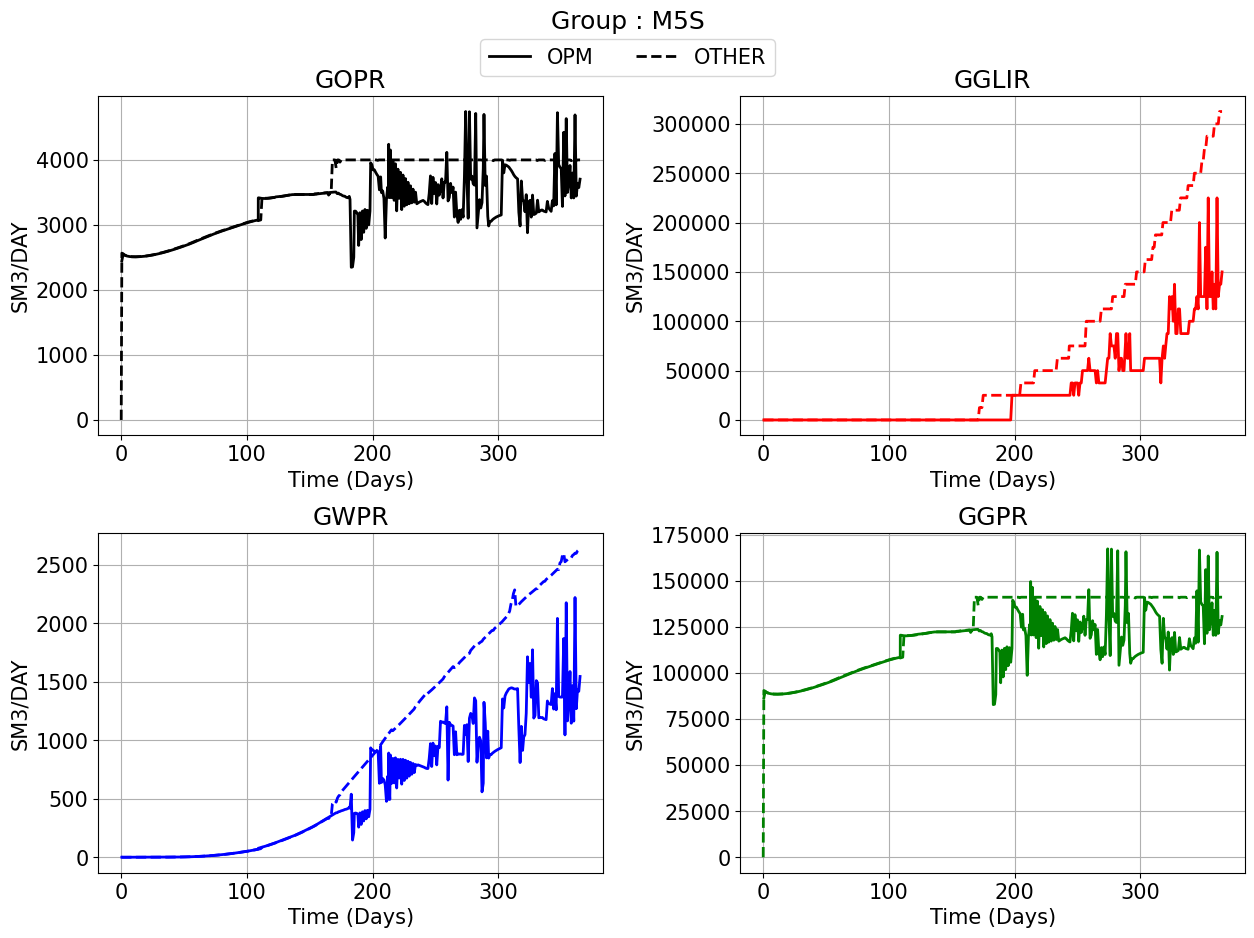 Group : M5S
OPM
OTHER
GOPR
SM3/DAY
4000
3000
2000
1000
0
0 100 200 300
Time (Days)
GGLIR
SM3/DAY
300000
250000
200000
150000
100000
50000
0
0 100 200 300
Time (Days)
GWPR
SM3/DAY
2500
2000
1500
1000
500
0
0 100 200 300
Time (Days)
GGPR
SM3/DAY
175000
150000
125000
100000
75000
50000
25000
0
0 100 200 300
Time (Days)